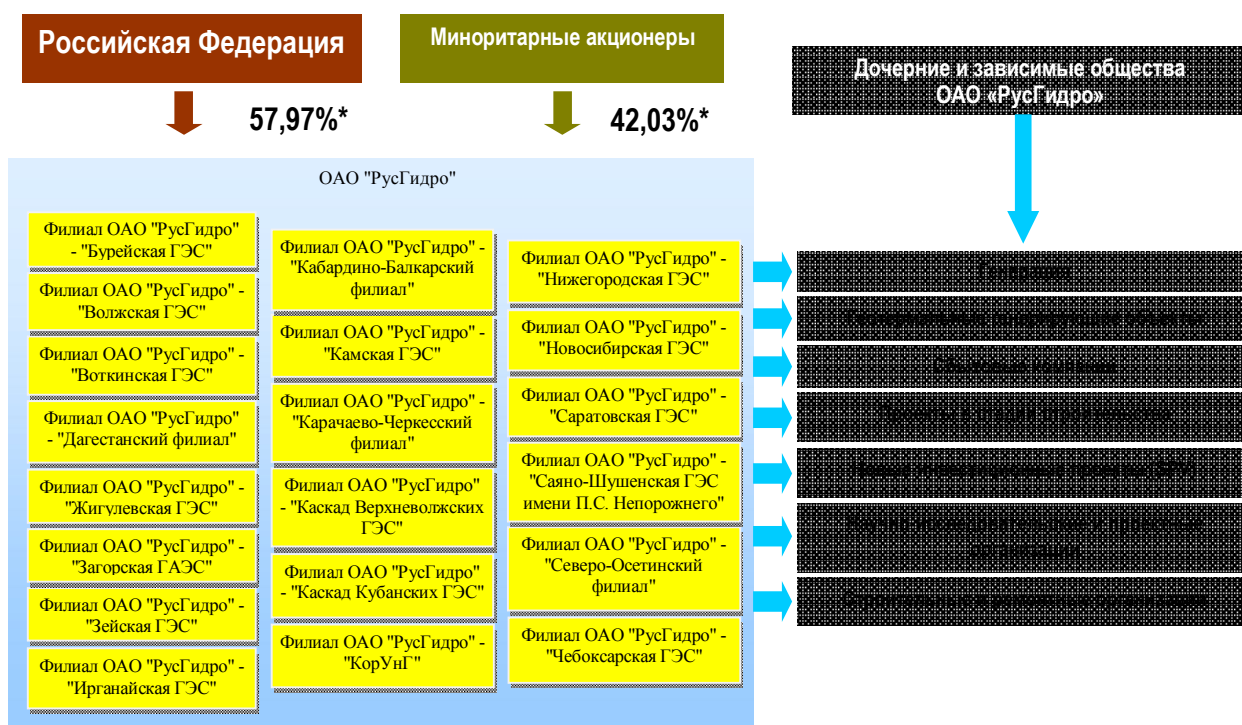 Российская Федерация
Миноритарные акционеры
Дочерние и зависимые общества
ОАО «РусГидро»
57,97%*
42,03%*
ОАО "РусГидро"
Филиал ОАО "РусГидро"
- "Бурейская ГЭС"
Филиал ОАО "РусГидро" -
"Волжская ГЭС"
Филиал ОАО "РусГидро" -
"Воткинская ГЭС"
Филиал ОАО "РусГидро"
- "Дагестанский филиал"
Филиал ОАО "РусГидро" -
"Жигулевская ГЭС"
Филиал ОАО "РусГидро" -
"Загорская ГАЭС"
Филиал ОАО "РусГидро" -
"Зейская ГЭС"
Филиал ОАО "РусГидро" -
"Ирганайская ГЭС"
Филиал ОАО "РусГидро" -
"Кабардино-Балкарский
филиал"
Филиал ОАО "РусГидро" -
"Камская ГЭС"
Филиал ОАО "РусГидро" -
"Карачаево-Черкесский
филиал"
Филиал ОАО "РусГидро"
- "Каскад Верхневолжских
ГЭС"
Филиал ОАО "РусГидро"
- "Каскад Кубанских ГЭС"
Филиал ОАО "РусГидро" -
"КорУнГ"
Филиал ОАО "РусГидро" -
"Нижегородская ГЭС"
Филиал ОАО "РусГидро" -
"Новосибирская ГЭС"
Филиал ОАО "РусГидро" -
"Саратовская ГЭС"
Филиал ОАО "РусГидро" -
"Саяно-Шушенская ГЭС
имени П.С. Непорожнего"
Филиал ОАО "РусГидро" -
"Северо-Осетинский
филиал"
Филиал ОАО "РусГидро" -
"Чебоксарская ГЭС"
Генерация
Сбытовые компании